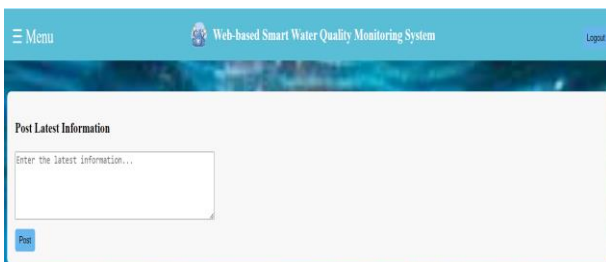 ☰ Menu
Web-based Smart Water Quality Monitoring System
Logout
Post Latest Information
Enter the latest information...
Post